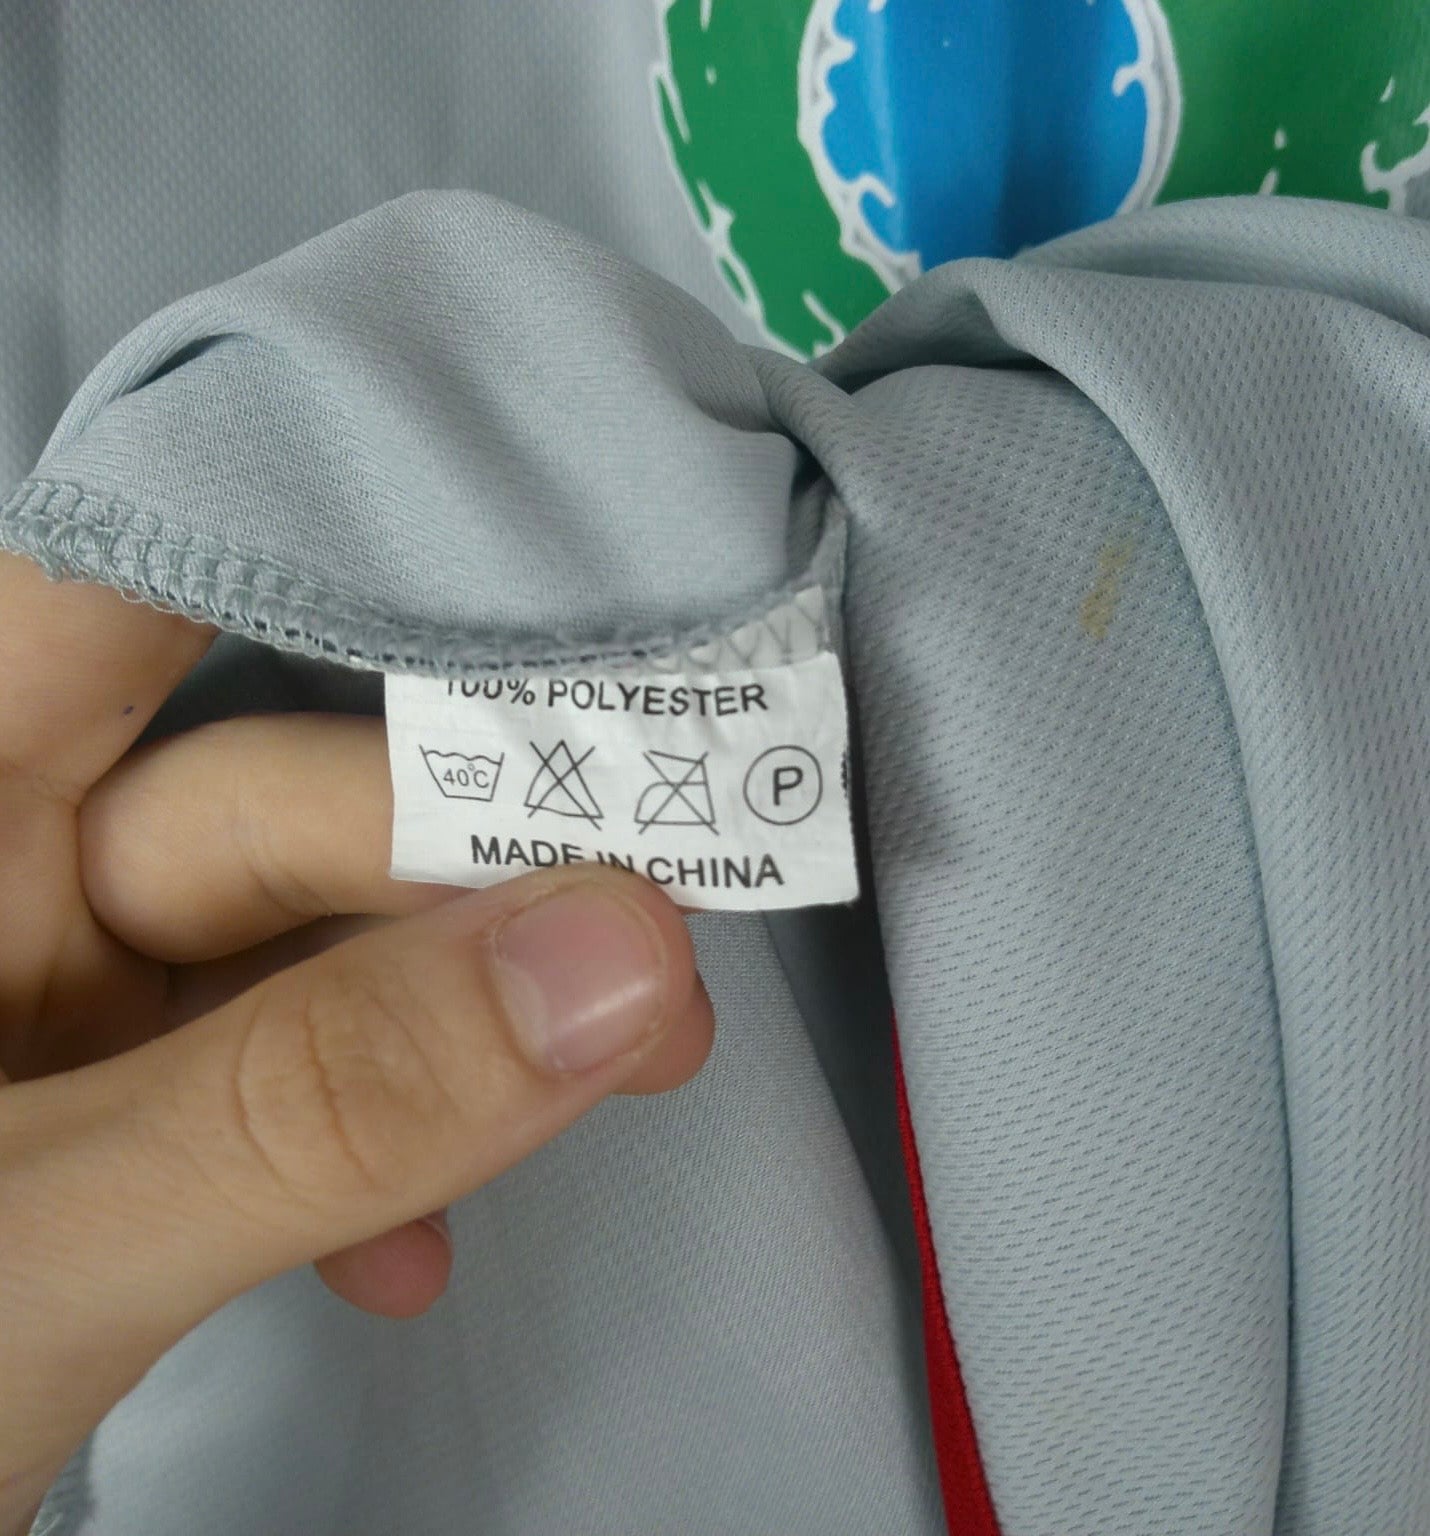 100% POLYESTER
40°C P
MADE IN CHINA